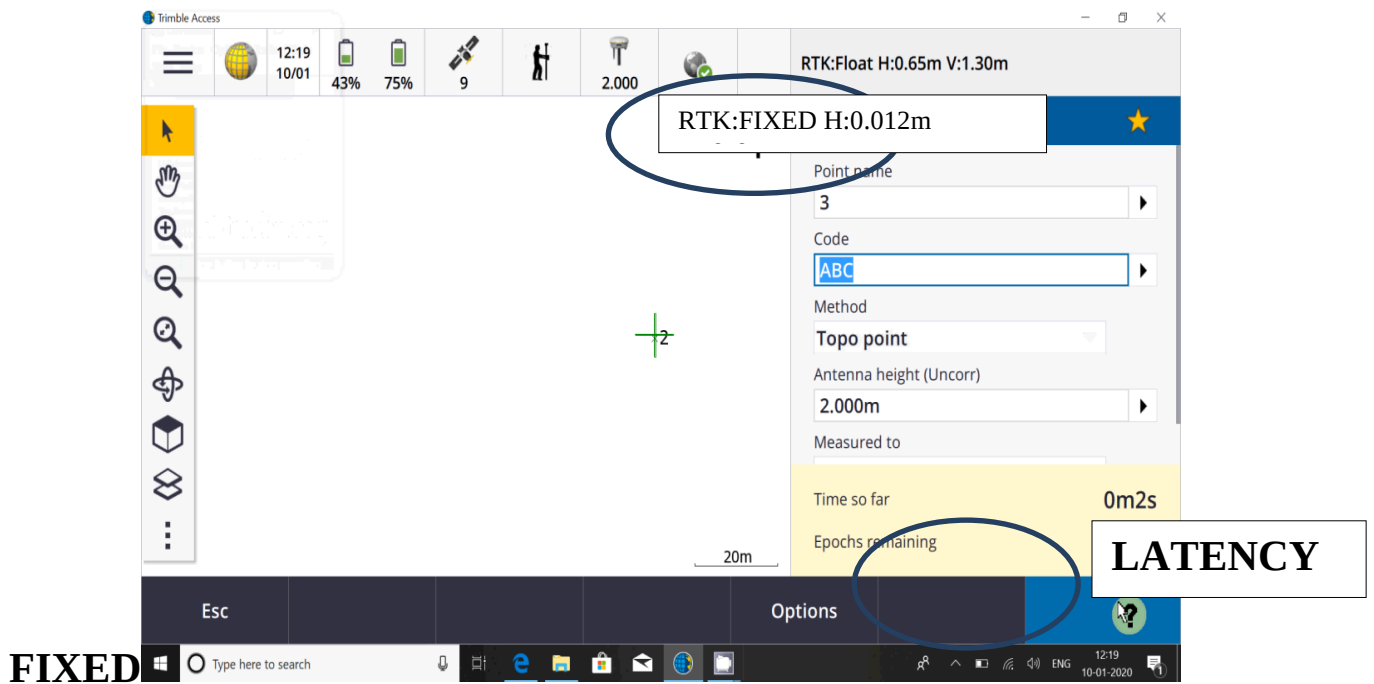 Trimble Access
12:19
10/01
43%
75%
9
2.000
RTK:Float H:0.65m V:1.30m
RTK:FIXED H:0.012m
Point name
3
Code
ABC
Method
Topo point
2
Antenna height (Uncorr)
2.000m
Measured to
Time so far 0m2s
Epochs remaining
20m
LATENCY
Esc
Options
?
FIXED
Type here to search
ENG
12:19
10-01-2020
1